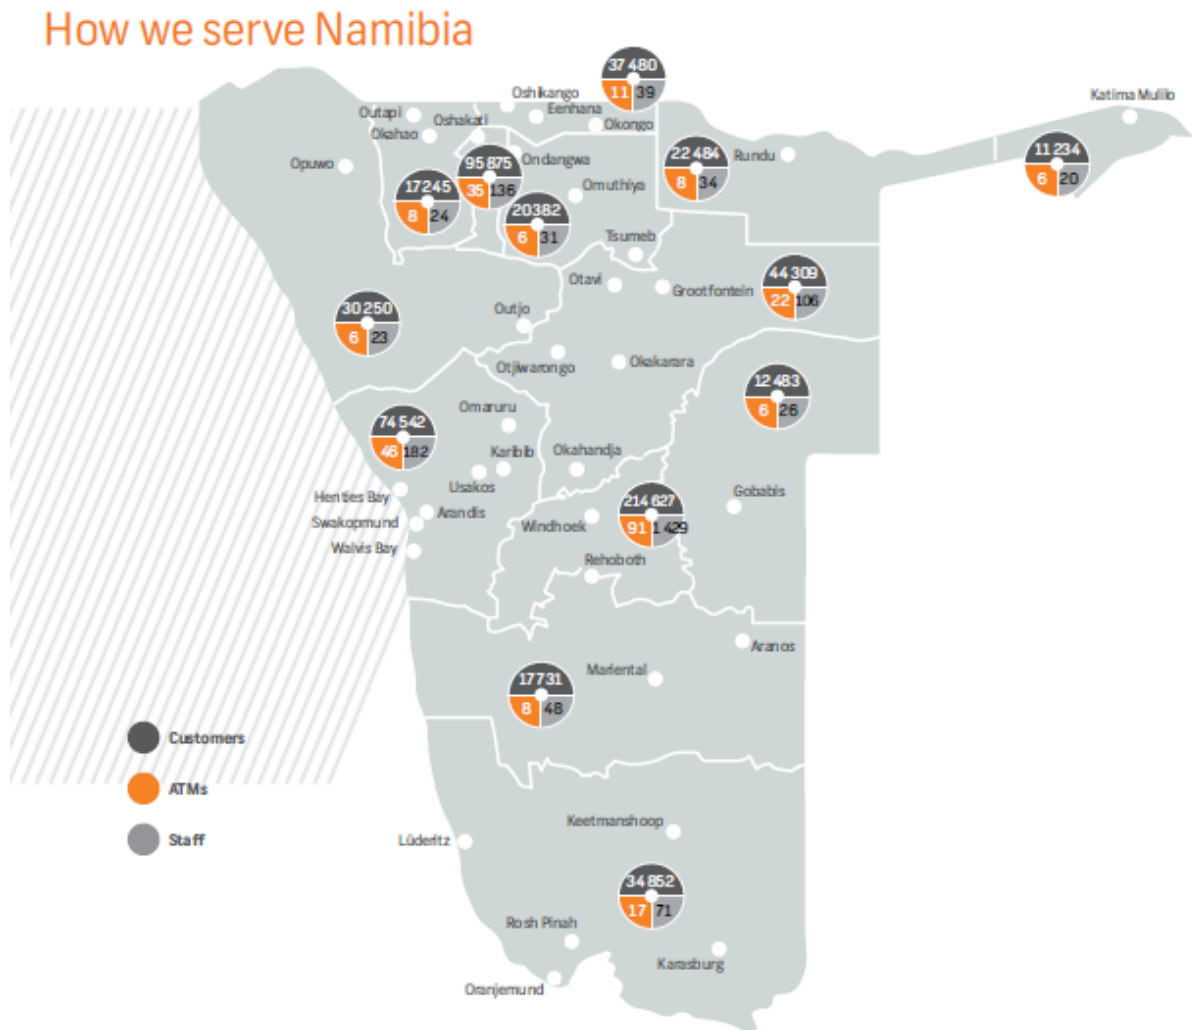 How we serve Namibia
37 480
11 39
Oshikango
Eenhana
Okongo
Outapi
Oshakati
Okahao
Katima Mulilo
Opuwo
95 875
35 136
Ondangwa
22 484
8 34
Rundu
11 234
6 20
17 245
8 24
Omuthiya
20382
6 31
Tsumeb
Otavi
Grootfontein
44 309
22 106
30 250
6 23
Outjo
Otjiwarongo
Okakarara
12 483
6 26
Omaruru
74 542
46 182
Karibib
Okahandja
Usakos
Henties Bay
Arandis
Swakopmund
Walvis Bay
214 627
91 1 429
Windhoek
Gobabis
Rehoboth
Aranos
Mariental
17 731
8 48
Customers
ATMs
Staff
Keetmanshoop
Lüderitz
34 852
17 71
Rosh Pinah
Karasburg
Oranjemund